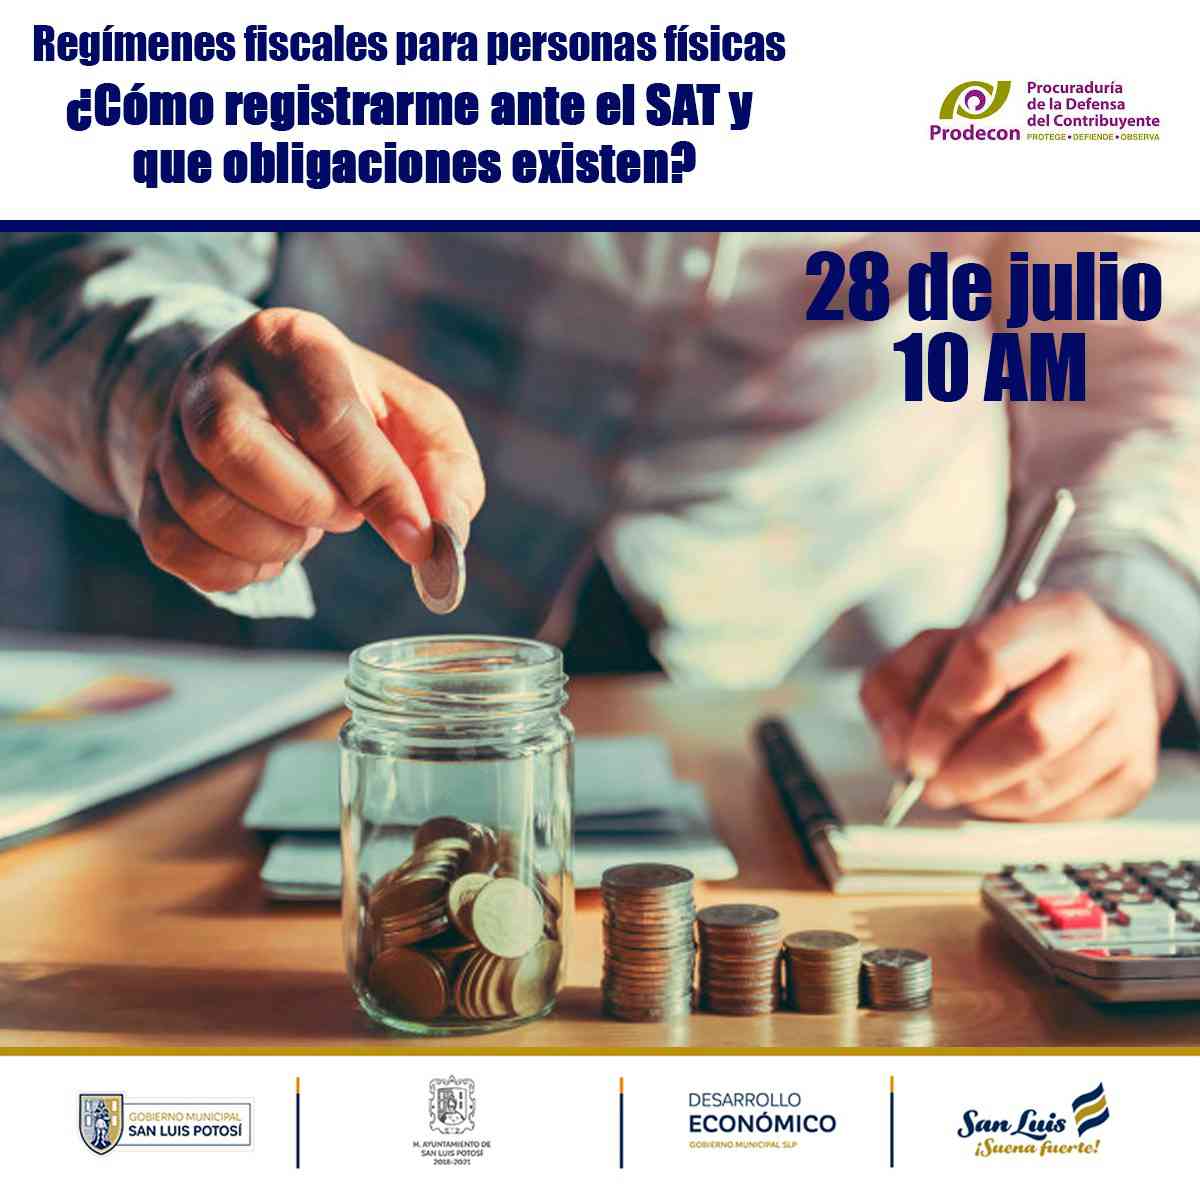 Regímenes fiscales para personas físicas
¿Cómo registrarme ante el SAT y
que obligaciones existen?
Prodecon
Procuraduría
de la Defensa
del Contribuyente
PROTEGE • DEFIENDE • OBSERVA
28 de julio
10 AM
GOBIERNO MUNICIPAL
SAN LUIS POTOSÍ
H. AYUNTAMIENTO DE
SAN LUIS POTOSÍ
2018-2021
DESARROLLO
ECONÓMICO
GOBIERNO MUNICIPAL SLP
San Luis
¡Suena fuerte!